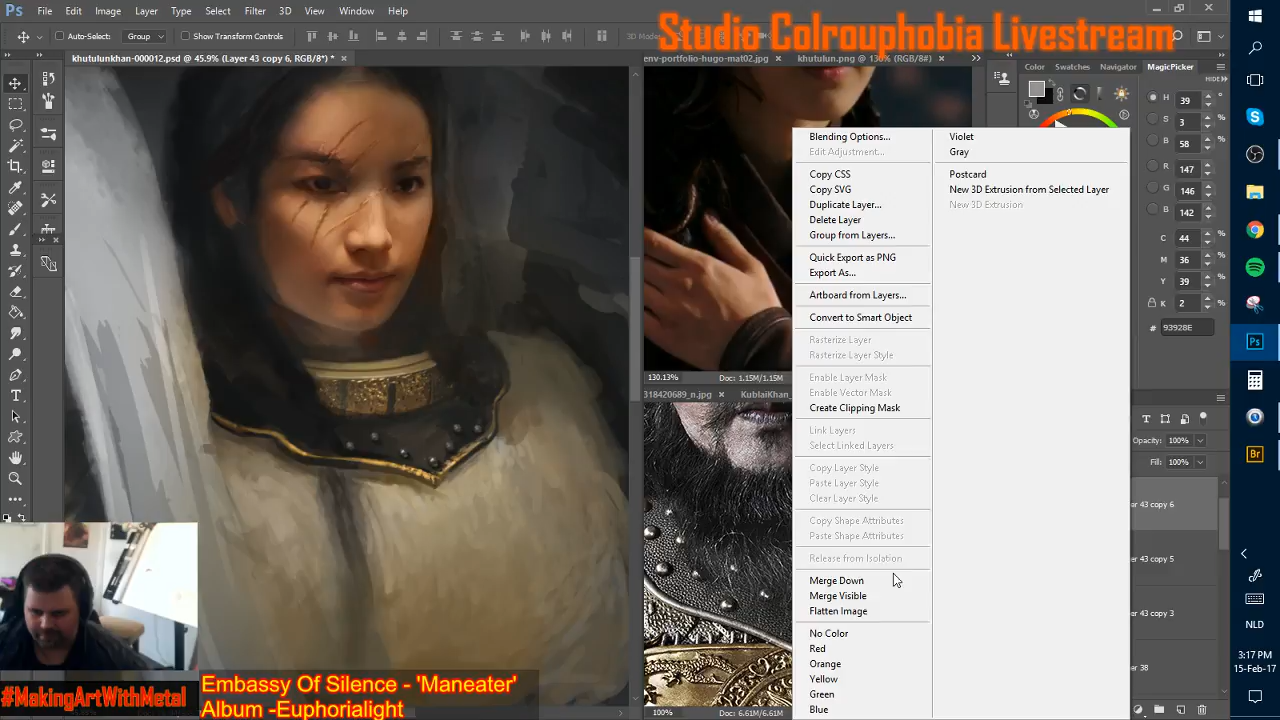 File Edit Image Layer Type Select Filter 3D View Window Help
Studio Colrouphobia Livestream
Group Show Transform Controls 3D Mode
khutulunkhan-000012.psd @ 45.9% (Layer 43 copy 6, RGB/8*) *
env-portfolio-hugo-mat02.jpg khutulun.png @ 130% (RGB/8#)
Color Swatches Navigator MagicPicker
HIDE
H 39 °
S 3 %
B 58 %
R 147
G 146
B 142
C 44 %
M 36 %
Y 39 %
K 2 %
# 93928E
Blending Options...
Edit Adjustment...
Copy CSS
Copy SVG
Duplicate Layer...
Delete Layer
Group from Layers...
Quick Export as PNG
Export As...
Artboard from Layers...
Convert to Smart Object
Rasterize Layer
Rasterize Layer Style
Enable Layer Mask
Enable Vector Mask
Create Clipping Mask
Link Layers
Select Linked Layers
Copy Layer Style
Paste Layer Style
Clear Layer Style
Copy Shape Attributes
Paste Shape Attributes
Release from Isolation
Merge Down
Merge Visible
Flatten Image
No Color
Red
Orange
Yellow
Green
Blue
Violet
Gray
Postcard
New 3D Extrusion from Selected Layer
New 3D Extrusion
130.13% Doc: 1.15M/1.15M
318420689_n.jpg KublaiKhan_
100% Doc: 6.61M/6.61M
Opacity: 100%
Fill: 100%
er 43 copy 6
er 43 copy 5
er 43 copy 3
er 38
NLD
3:17 PM
15-Feb-17
#MakingArtWithMetal
Embassy Of Silence - 'Maneater'
Album -Euphorialight